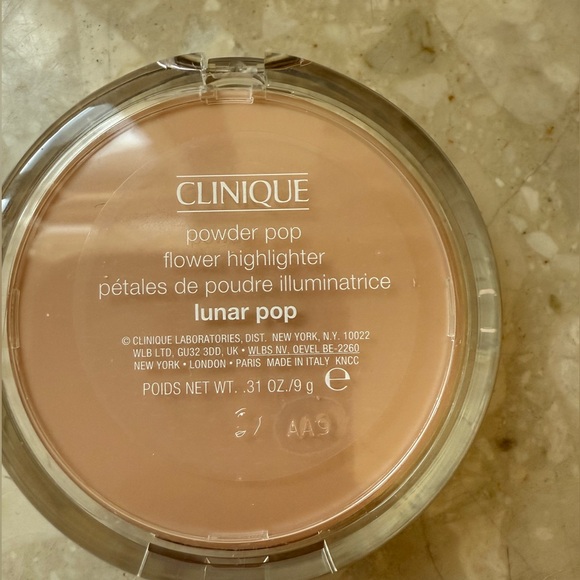 CLINIQUE
powder pop
flower highlighter
pétales de poudre illuminatrice
lunar pop
© CLINIQUE LABORATORIES, DIST. NEW YORK, N.Y. 10022
WLB LTD, GU32 3DD, UK • WLBS NV. OEVEL BE-2260
NEW YORK • LONDON • PARIS MADE IN ITALY KNCC
POIDS NET WT. .31 OZ./9 g ℮
AA9